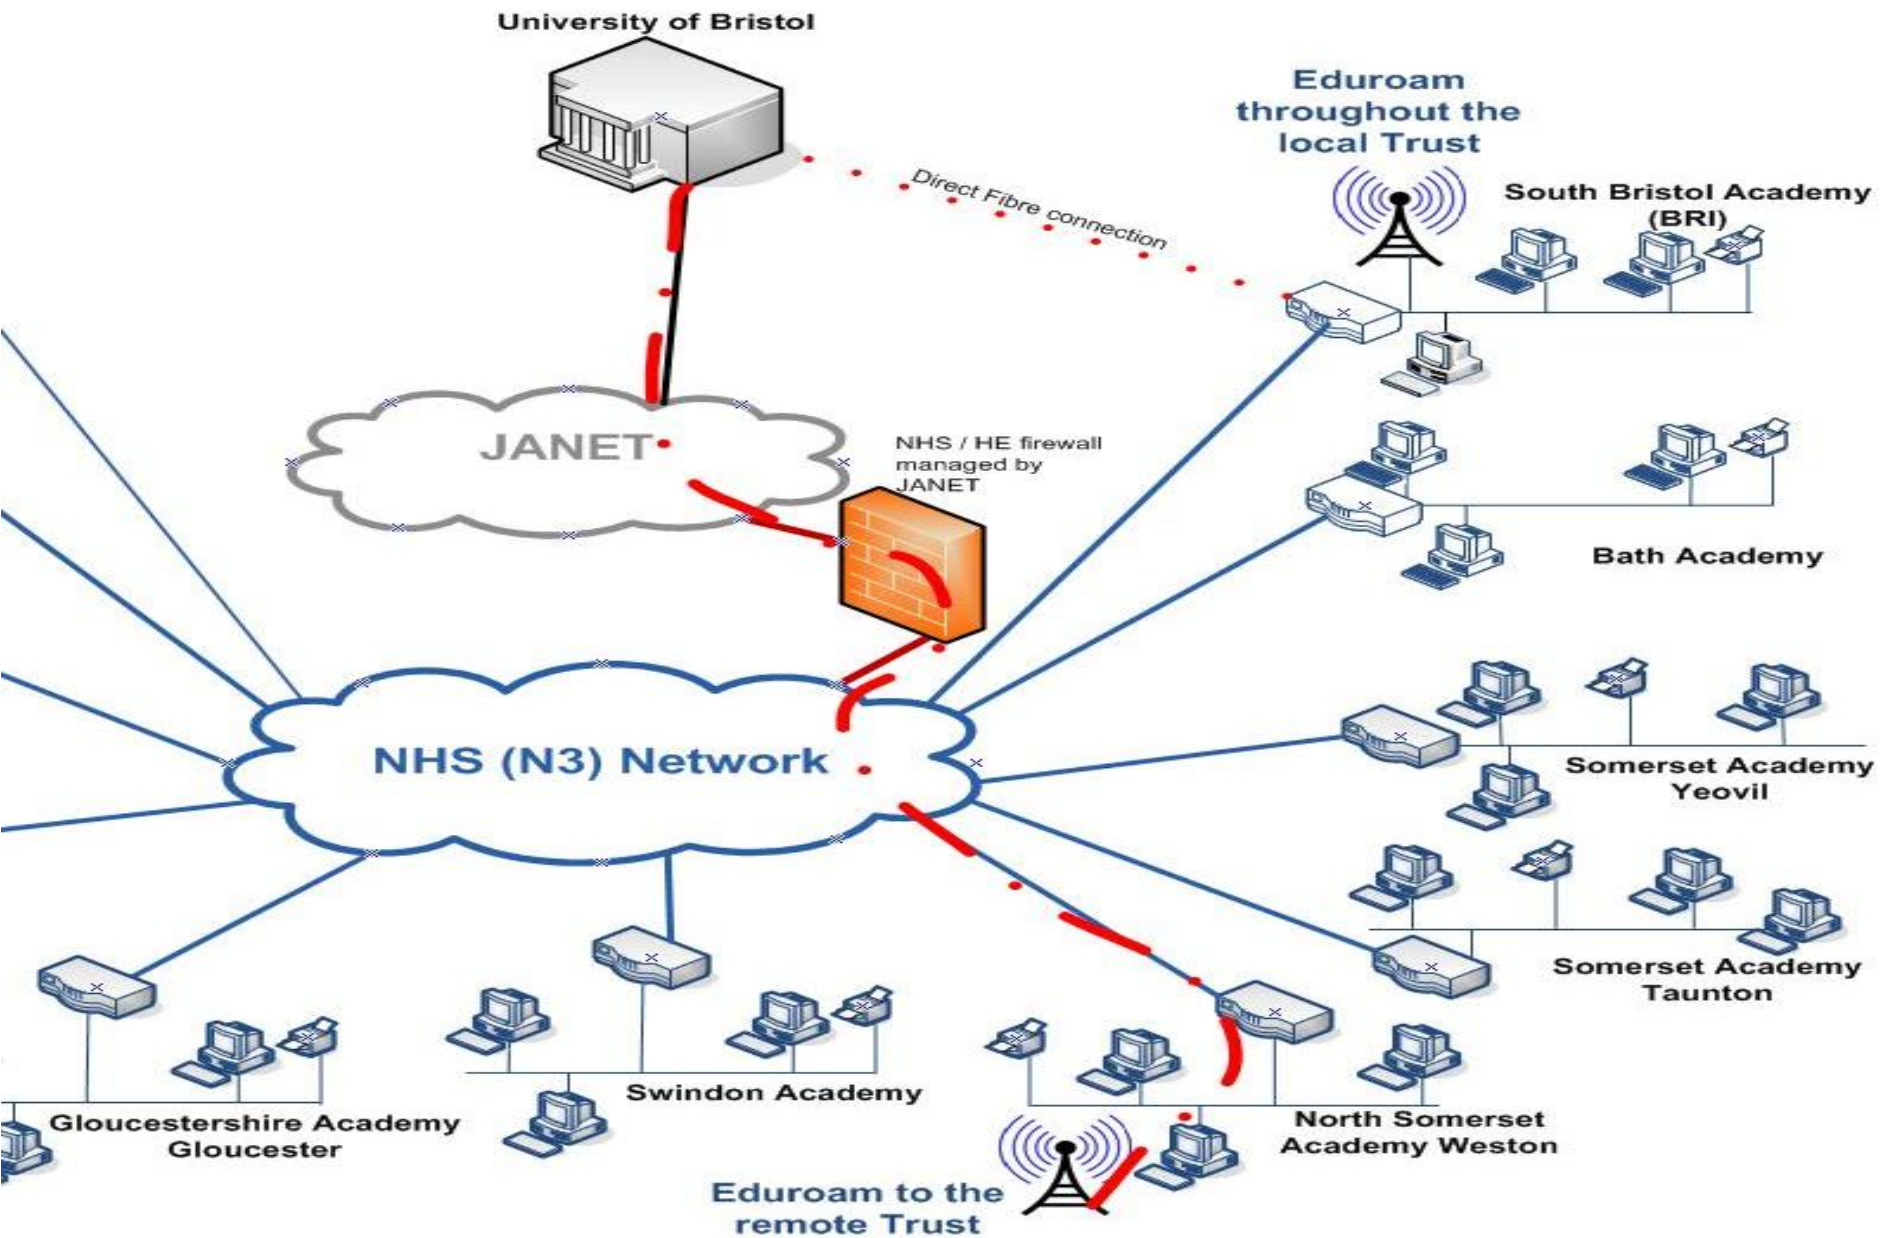 University of Bristol
Eduroam
throughout the
local Trust
Direct Fibre connection
South Bristol Academy
(BRI)
JANET
NHS / HE firewall
managed by
JANET
Bath Academy
NHS (N3) Network
Somerset Academy
Yeovil
Somerset Academy
Taunton
Swindon Academy
Gloucestershire Academy
Gloucester
North Somerset
Academy Weston
Eduroam to the
remote Trust